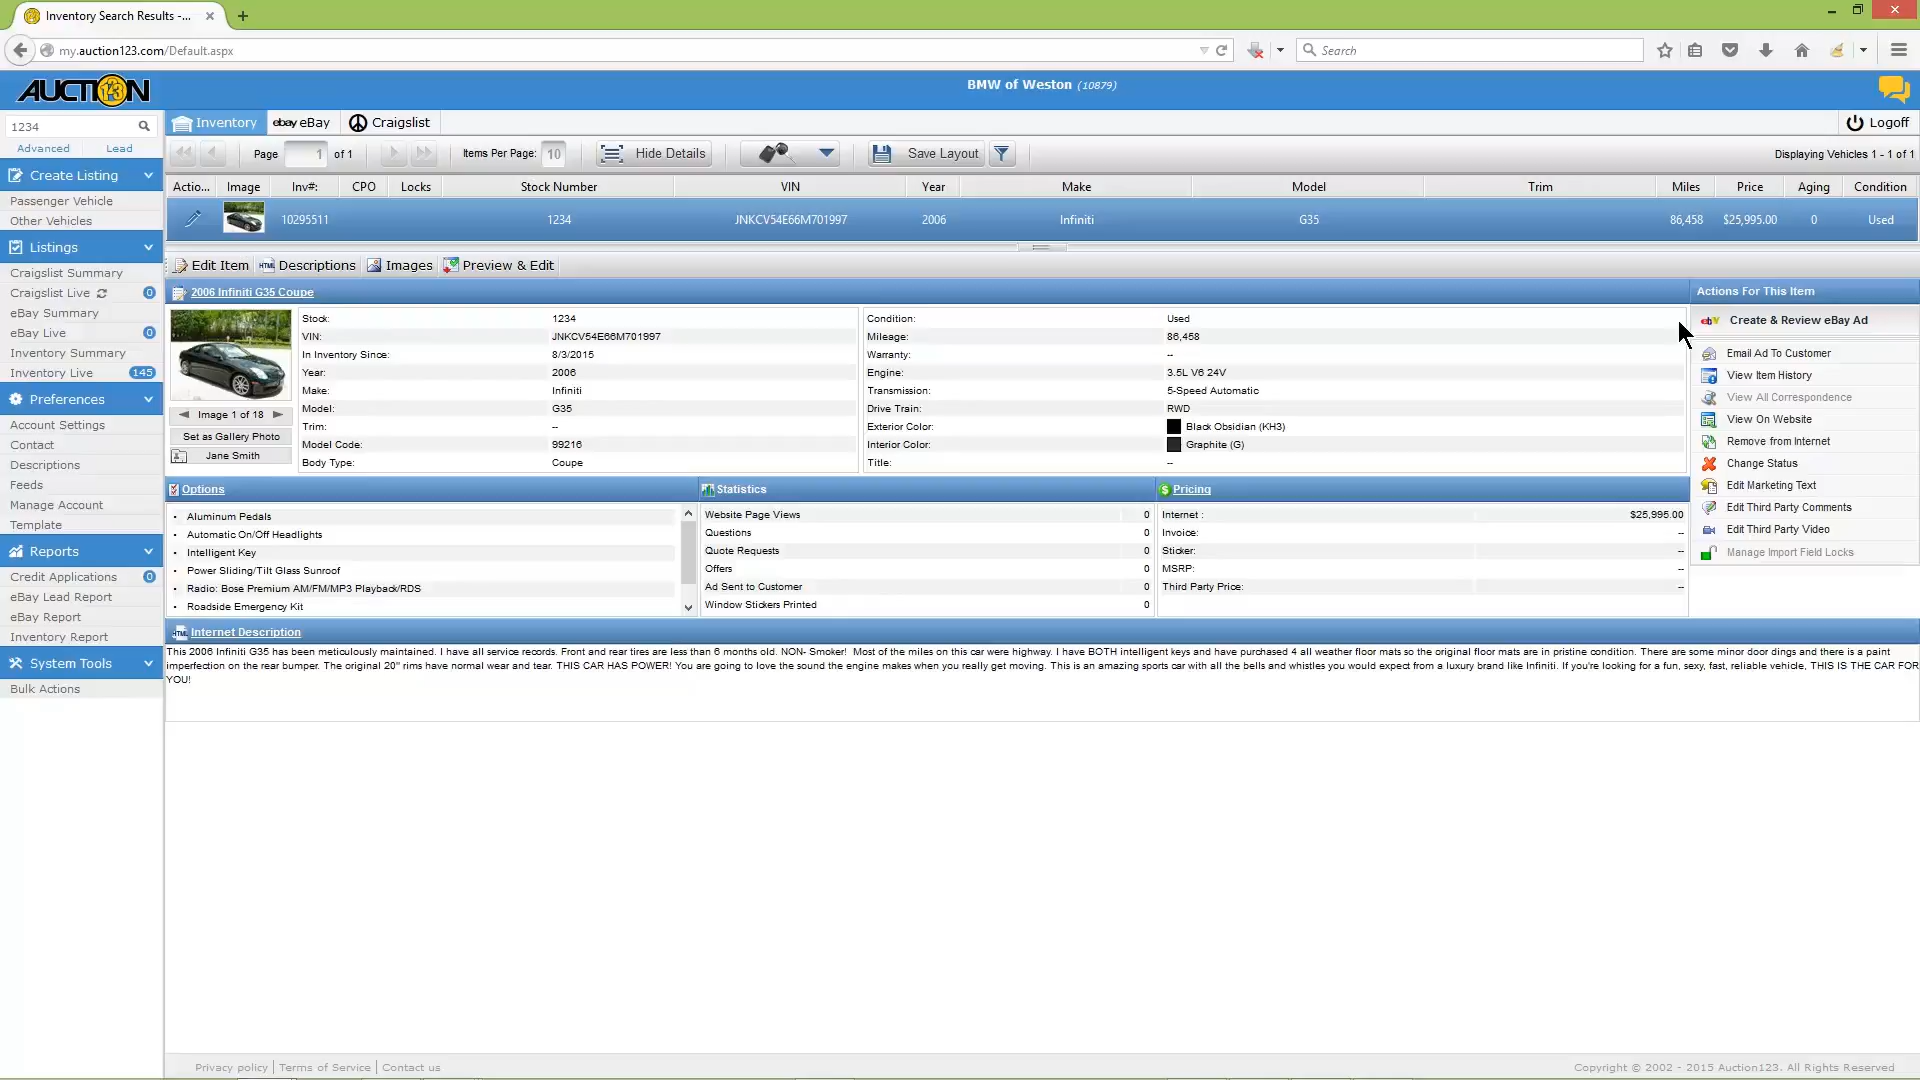 Inventory Search Results -...
my.auction123.com/Default.aspx
Search
AUCTION 123
BMW of Weston (10879)
1234
Advanced Lead
Inventory
ebay eBay
Craigslist
Logoff
Page 1 of 1
Items Per Page: 10
Hide Details
Save Layout
Displaying Vehicles 1 - 1 of 1
Actio... Image Inv#: CPO Locks Stock Number VIN Year Make Model Trim Miles Price Aging Condition
10295511 1234 JNKCV54E66M701997 2006 Infiniti G35 86,458 $25,995.00 0 Used
Create Listing
Passenger Vehicle
Other Vehicles
Listings
Craigslist Summary
Craigslist Live 0
eBay Summary
eBay Live 0
Inventory Summary
Inventory Live 145
Preferences
Account Settings
Contact
Descriptions
Feeds
Manage Account
Template
Reports
Credit Applications 0
eBay Lead Report
eBay Report
Inventory Report
System Tools
Bulk Actions
Edit Item
HTML Descriptions
Images
Preview & Edit
2006 Infiniti G35 Coupe
Image 1 of 18
Set as Gallery Photo
Jane Smith
Stock: 1234
VIN: JNKCV54E66M701997
In Inventory Since: 8/3/2015
Year: 2006
Make: Infiniti
Model: G35
Trim: --
Model Code: 99216
Body Type: Coupe
Condition: Used
Mileage: 86,458
Warranty: --
Engine: 3.5L V6 24V
Transmission: 5-Speed Automatic
Drive Train: RWD
Exterior Color: Black Obsidian (KH3)
Interior Color: Graphite (G)
Title: --
Actions For This Item
ebY Create & Review eBay Ad
Email Ad To Customer
View Item History
View All Correspondence
View On Website
Remove from Internet
Change Status
Edit Marketing Text
Edit Third Party Comments
Edit Third Party Video
Manage Import Field Locks
Options
• Aluminum Pedals
• Automatic On/Off Headlights
• Intelligent Key
• Power Sliding/Tilt Glass Sunroof
• Radio: Bose Premium AM/FM/MP3 Playback/RDS
• Roadside Emergency Kit
Statistics
Website Page Views 0
Questions 0
Quote Requests 0
Offers 0
Ad Sent to Customer 0
Window Stickers Printed 0
Pricing
Internet : $25,995.00
Invoice: --
Sticker: --
MSRP: --
Third Party Price: --
HTML Internet Description
This 2006 Infiniti G35 has been meticulously maintained. I have all service records. Front and rear tires are less than 6 months old. NON- Smoker! Most of the miles on this car were highway. I have BOTH intelligent keys and have purchased 4 all weather floor mats so the original floor mats are in pristine condition. There are some minor door dings and there is a paint
imperfection on the rear bumper. The original 20" rims have normal wear and tear. THIS CAR HAS POWER! You are going to love the sound the engine makes when you really get moving. This is an amazing sports car with all the bells and whistles you would expect from a luxury brand like Infiniti. If you're looking for a fun, sexy, fast, reliable vehicle, THIS IS THE CAR FOR
YOU!
Privacy policy | Terms of Service | Contact us
Copyright © 2002 - 2015 Auction123. All Rights Reserved